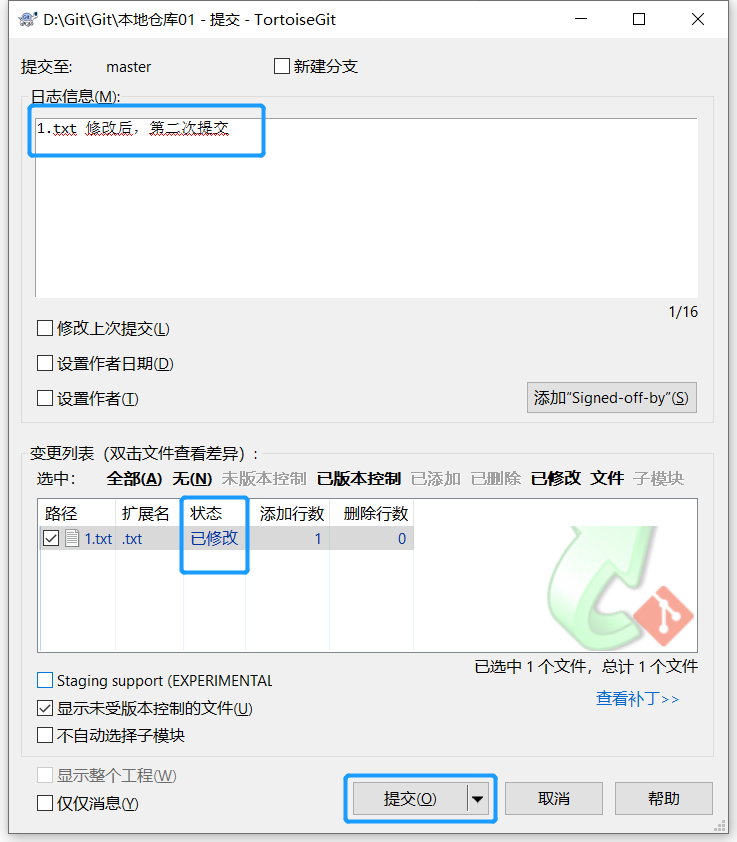 D:\Git\Git\本地仓库01 - 提交 - TortoiseGit
提交至: master 新建分支
日志信息(M):
1.txt 修改后，第二次提交
1/16
修改上次提交(L)
设置作者日期(D)
设置作者(T)
添加“Signed-off-by”(S)
变更列表（双击文件查看差异）:
选中: 全部(A) 无(N) 未版本控制 已版本控制 已添加 已删除 已修改 文件 子模块
路径 扩展名 状态 添加行数 删除行数
1.txt .txt 已修改 1 0
已选中 1 个文件，总计 1 个文件
Staging support (EXPERIMENTAL
查看补丁>>
显示未受版本控制的文件(U)
不自动选择子模块
显示整个工程(W)
仅仅消息(Y)
提交(O) 取消 帮助